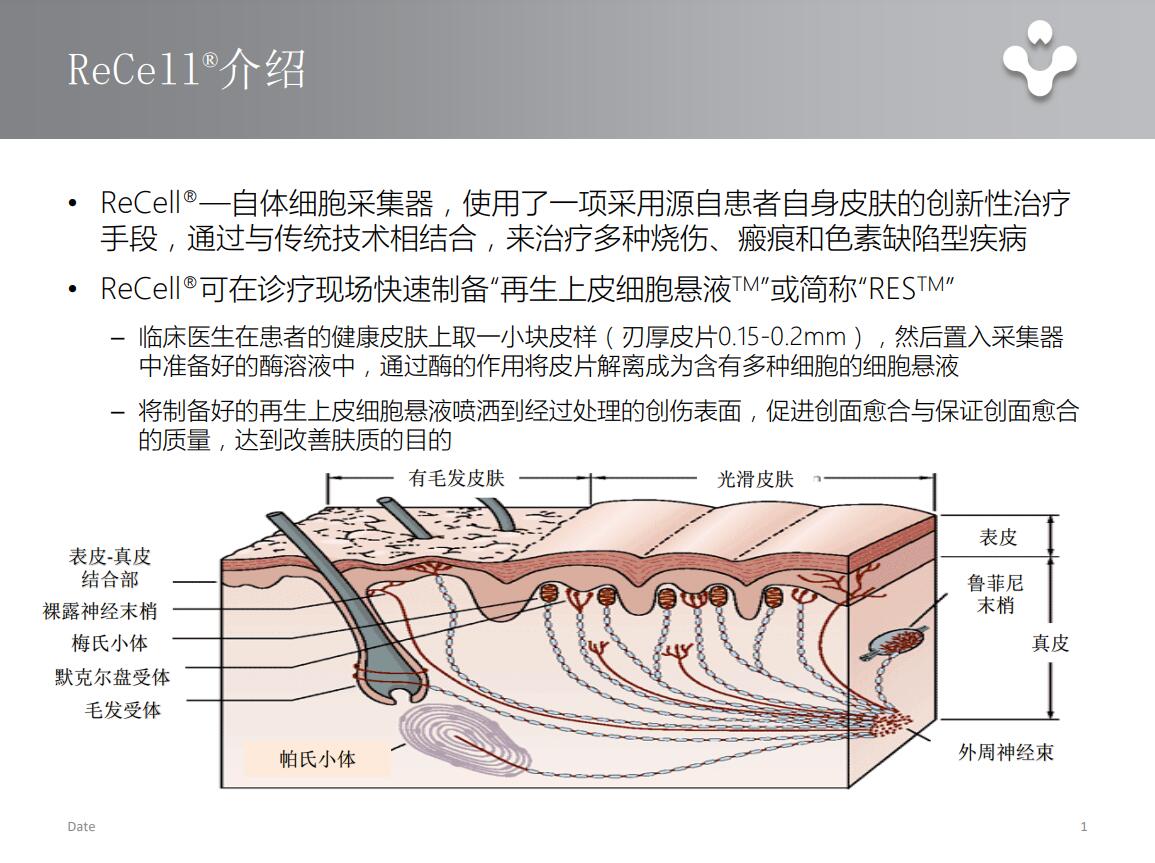 ReCell®介绍
• ReCell®—自体细胞采集器，使用了一项采用源自患者自身皮肤的创新性治疗
手段，通过与传统技术相结合，来治疗多种烧伤、瘢痕和色素缺陷型疾病
• ReCell®可在诊疗现场快速制备“再生上皮细胞悬液TM”或简称“RESTM”
– 临床医生在患者的健康皮肤上取一小块皮样（刃厚皮片0.15-0.2mm），然后置入采集器
中准备好的酶溶液中，通过酶的作用将皮片解离成为含有多种细胞的细胞悬液
– 将制备好的再生上皮细胞悬液喷洒到经过处理的创伤表面，促进创面愈合与保证创面愈合
的质量，达到改善肤质的目的
有毛发皮肤
光滑皮肤
表皮-真皮
结合部
裸露神经末梢
梅氏小体
默克尔盘受体
毛发受体
帕氏小体
表皮
鲁菲尼
末梢
真皮
外周神经束
Date
1